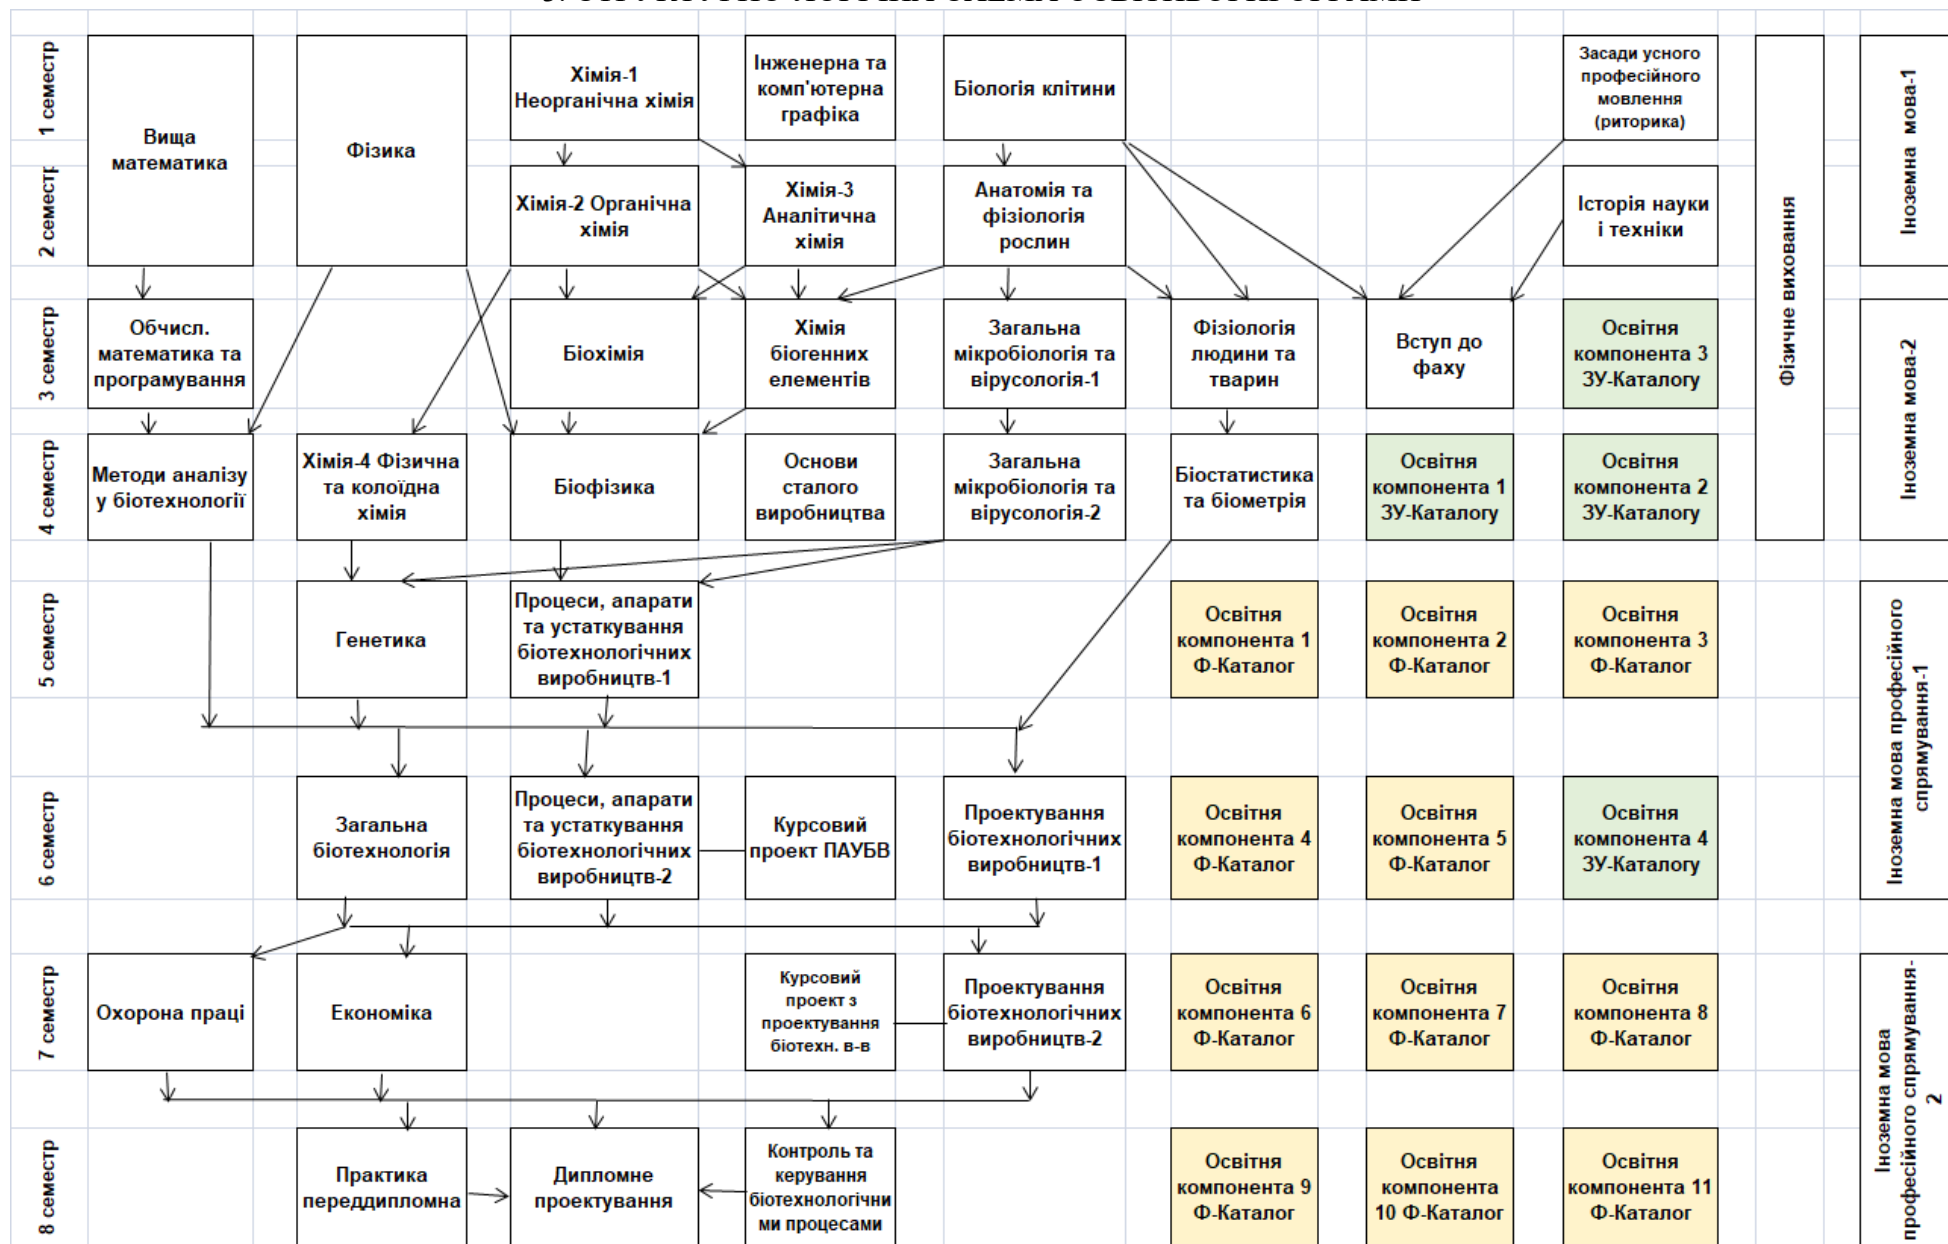 1 семестр
Вища
математика
Фізика
Хімія-1
Неорганічна хімія
Інженерна та
комп'ютерна
графіка
Біологія клітини
Засади усного
професійного
мовлення
(риторика)
Фізичне виховання
Іноземна мова-1
2 семестр
Хімія-2 Органічна
хімія
Хімія-3
Аналітична
хімія
Анатомія та
фізіологія
рослин
Історія науки
і техніки
3 семестр
Обчисл.
математика та
програмування
Біохімія
Хімія
біогенних
елементів
Загальна
мікробіологія та
вірусологія-1
Фізіологія
людини та
тварин
Вступ до
фаху
Освітня
компонента 3
ЗУ-Каталогу
Іноземна мова-2
4 семестр
Методи аналізу
у біотехнології
Хімія-4 Фізична
та колоїдна
хімія
Біофізика
Основи
сталого
виробництва
Загальна
мікробіологія та
вірусологія-2
Біостатистика
та біометрія
Освітня
компонента 1
ЗУ-Каталогу
Освітня
компонента 2
ЗУ-Каталогу
5 семестр
Генетика
Процеси, апарати
та устаткування
біотехнологічних
виробництв-1
Освітня
компонента 1
Ф-Каталог
Освітня
компонента 2
Ф-Каталог
Освітня
компонента 3
Ф-Каталог
Іноземна мова професійного
спрямування-1
6 семестр
Загальна
біотехнологія
Процеси, апарати
та устаткування
біотехнологічних
виробництв-2
Курсовий
проект ПАУБВ
Проектування
біотехнологічних
виробництв-1
Освітня
компонента 4
Ф-Каталог
Освітня
компонента 5
Ф-Каталог
Освітня
компонента 4
ЗУ-Каталогу
7 семестр
Охорона праці
Економіка
Курсовий
проект з
проектування
біотехн. в-в
Проектування
біотехнологічних
виробництв-2
Освітня
компонента 6
Ф-Каталог
Освітня
компонента 7
Ф-Каталог
Освітня
компонента 8
Ф-Каталог
Іноземна мова
професійного спрямування-
2
8 семестр
Практика
переддипломна
Дипломне
проектування
Контроль та
керування
біотехнологічни
ми процесами
Освітня
компонента 9
Ф-Каталог
Освітня
компонента
10 Ф-Каталог
Освітня
компонента 11
Ф-Каталог